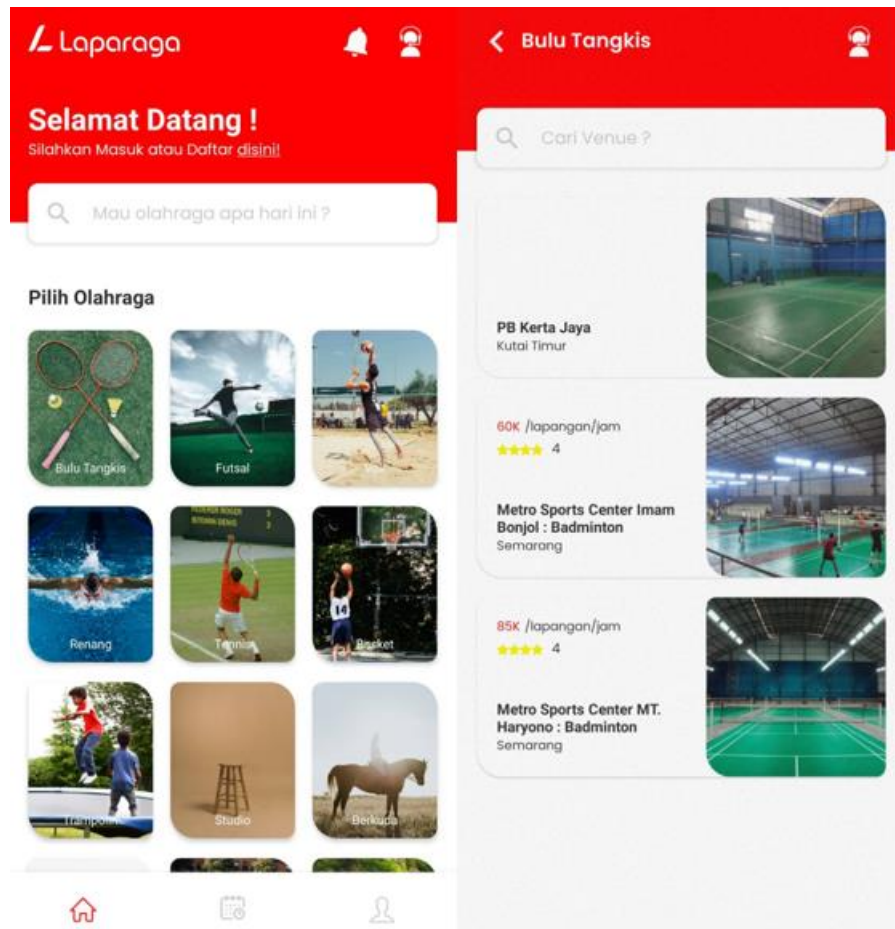 Laparaga
Selamat Datang !
Silahkan Masuk atau Daftar disini!
Mau olahraga apa hari ini ?
Pilih Olahraga
Bulu Tangkis
Futsal
Voli
Renang
Tennis
Basket
Trampolin
Studio
Berkuda
Bulu Tangkis
Cari Venue ?
PB Kerta Jaya
Kutai Timur
60K /lapangan/jam
4
Metro Sports Center Imam
Bonjol : Badminton
Semarang
85K /lapangan/jam
4
Metro Sports Center MT.
Haryono : Badminton
Semarang